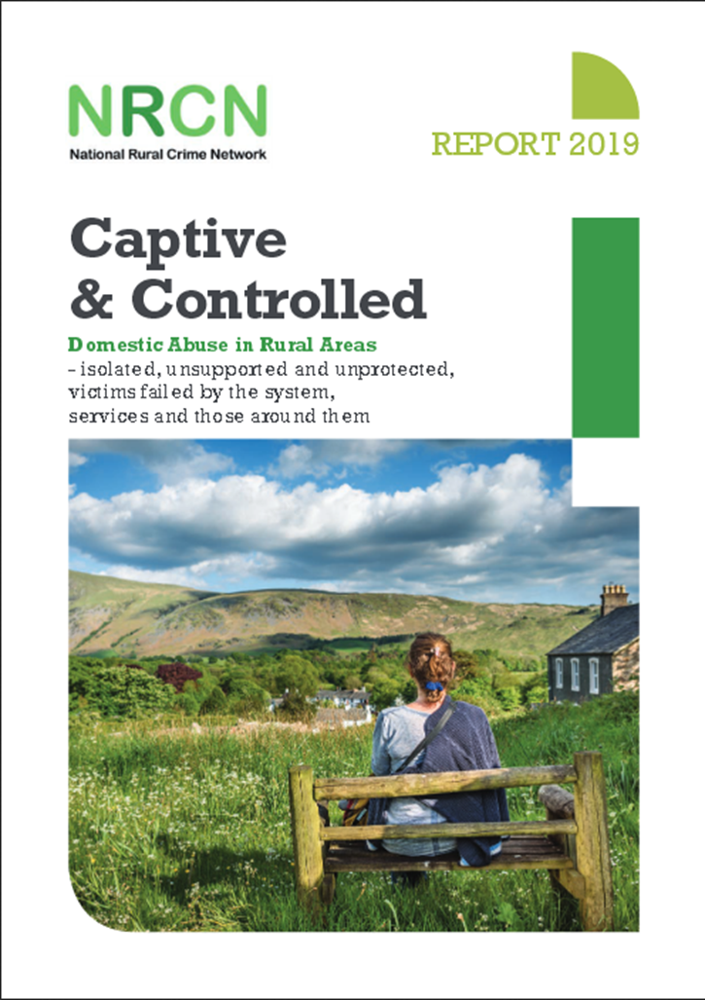 NRCN
National Rural Crime Network
REPORT 2019
Captive
& Controlled
Domestic Abuse in Rural Areas
– isolated, unsupported and unprotected,
victims failed by the system,
services and those around them